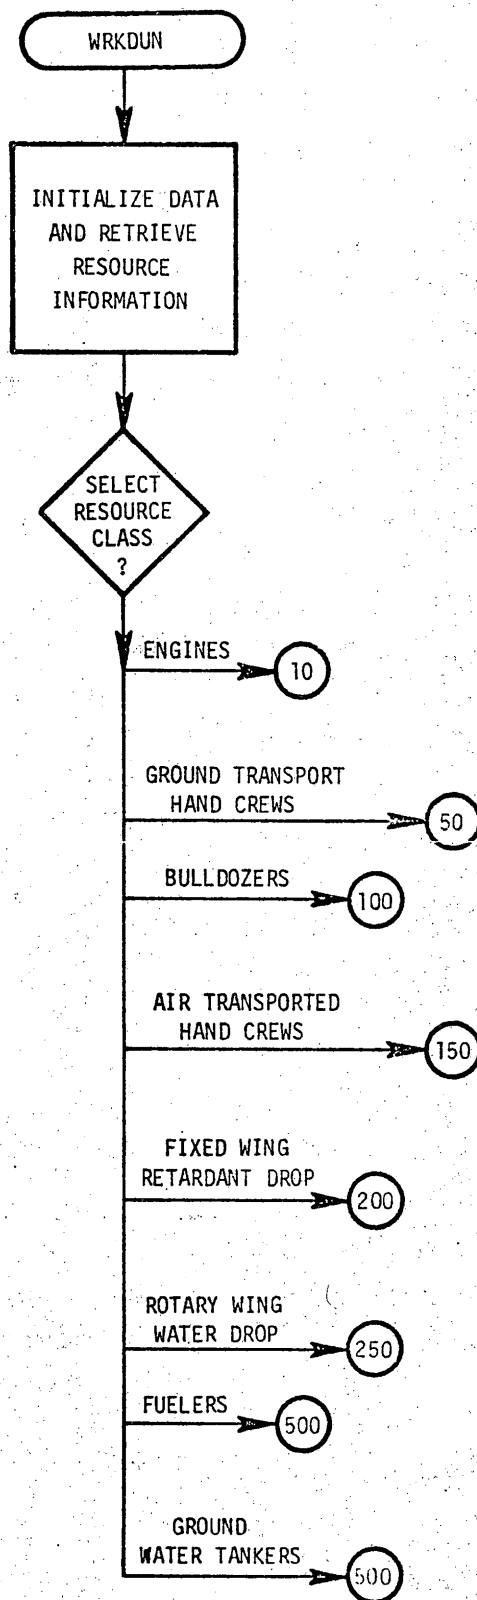 WRKDUN
INITIALIZE DATA
AND RETRIEVE
RESOURCE
INFORMATION
SELECT
RESOURCE
CLASS
?
ENGINES
10
GROUND TRANSPORT
HAND CREWS
50
BULLDOZERS
100
AIR TRANSPORTED
HAND CREWS
150
FIXED WING
RETARDANT DROP
200
ROTARY WING
WATER DROP
250
FUELERS
500
GROUND
WATER TANKERS
500